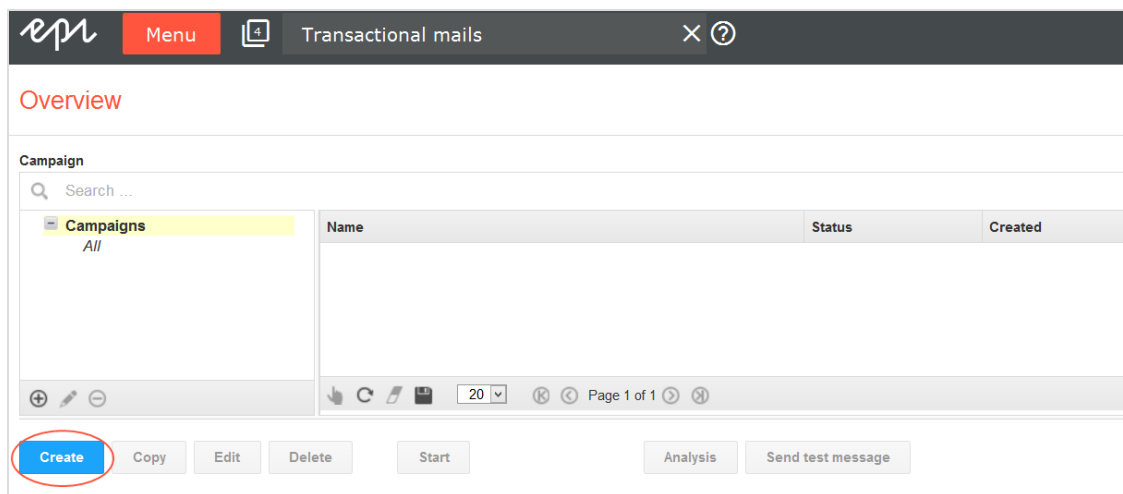 epi Menu 4 Transactional mails
Overview
Campaign
Search ...
Campaigns
All
Name Status Created
20 Page 1 of 1
Create Copy Edit Delete Start Analysis Send test message